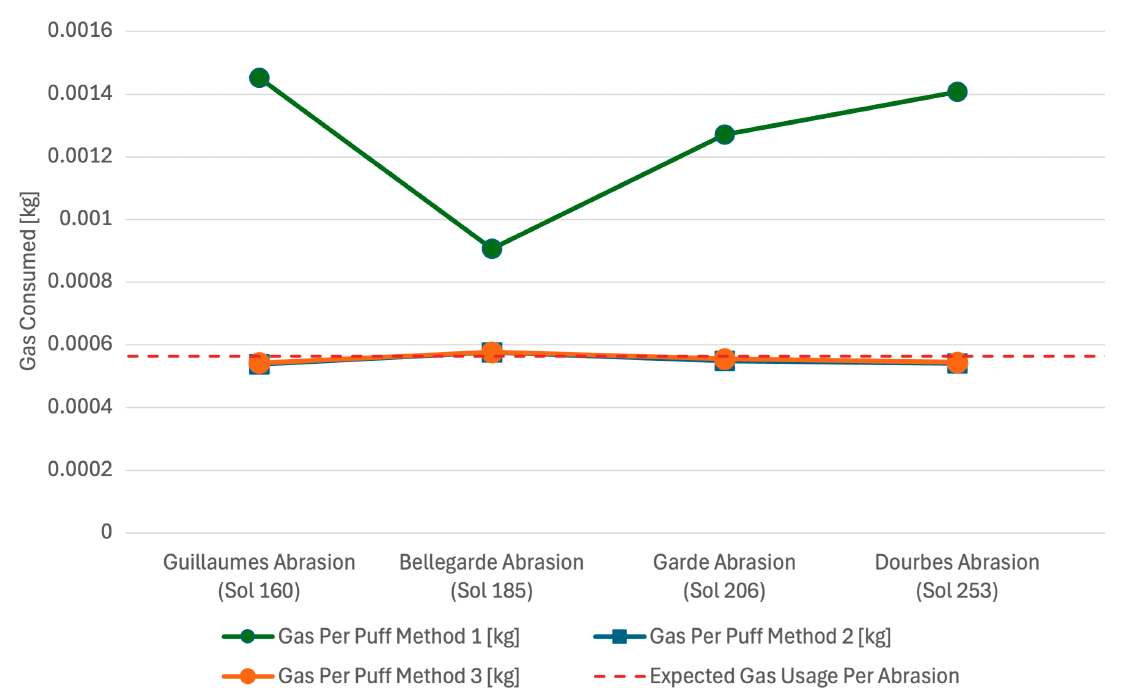 0.0016
0.0014
0.0012
0.001
0.0008
0.0006
0.0004
0.0002
0
Gas Consumed [kg]
Guillaumes Abrasion
(Sol 160)
Bellegarde Abrasion
(Sol 185)
Garde Abrasion
(Sol 206)
Dourbes Abrasion
(Sol 253)
Gas Per Puff Method 1 [kg]
Gas Per Puff Method 2 [kg]
Gas Per Puff Method 3 [kg]
Expected Gas Usage Per Abrasion